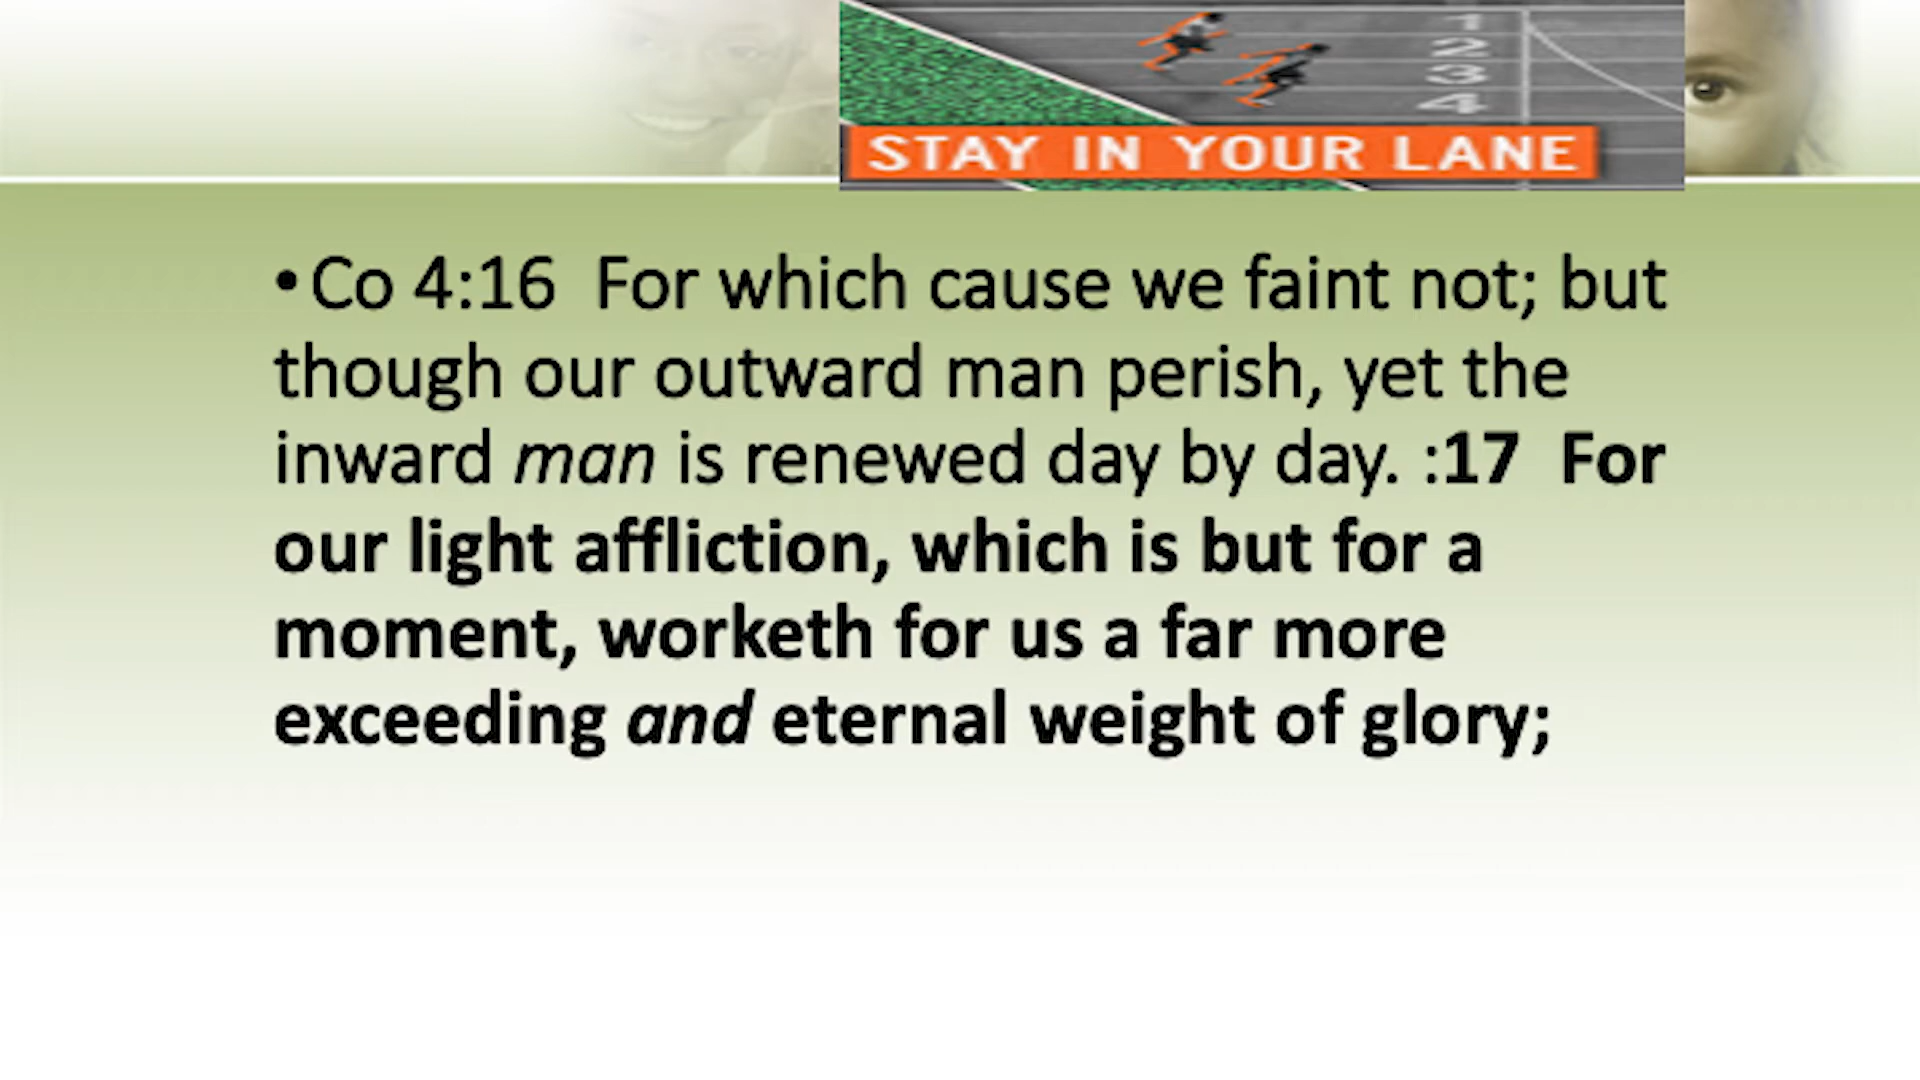 1
2
3
4
STAY IN YOUR LANE
•Co 4:16  For which cause we faint not; but
though our outward man perish, yet the
inward man is renewed day by day. :17  For
our light affliction, which is but for a
moment, worketh for us a far more
exceeding and eternal weight of glory;